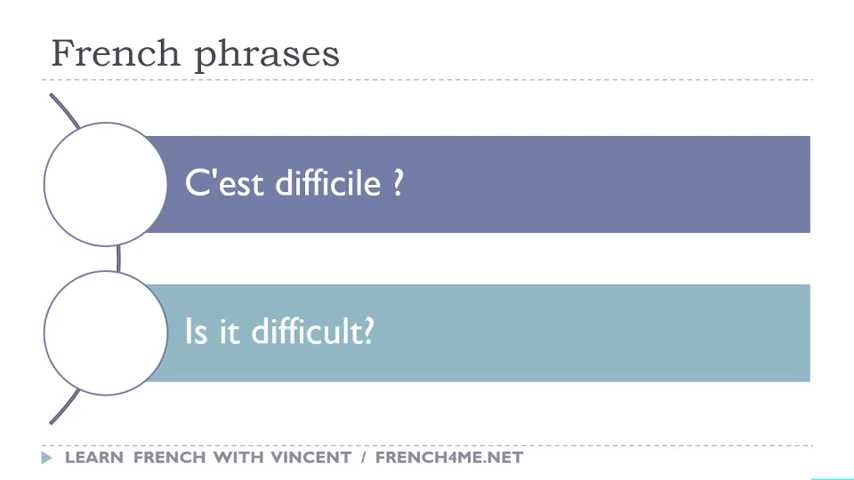 French phrases
C'est difficile ?
Is it difficult?
LEARN FRENCH WITH VINCENT / FRENCH4ME.NET